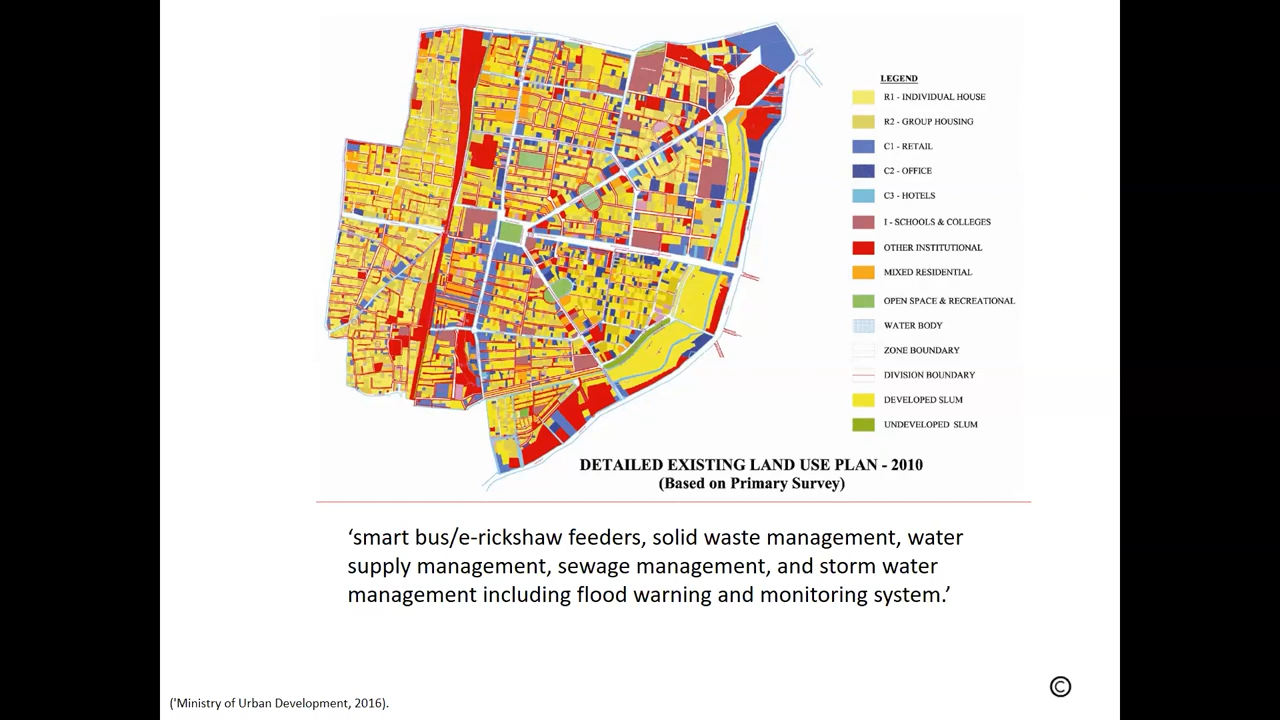 LEGEND
R1 - INDIVIDUAL HOUSE
R2 - GROUP HOUSING
C1 - RETAIL
C2 - OFFICE
C3 - HOTELS
I - SCHOOLS & COLLEGES
OTHER INSTITUTIONAL
MIXED RESIDENTIAL
OPEN SPACE & RECREATIONAL
WATER BODY
ZONE BOUNDARY
DIVISION BOUNDARY
DEVELOPED SLUM
UNDEVELOPED SLUM
DETAILED EXISTING LAND USE PLAN - 2010
(Based on Primary Survey)
‘smart bus/e-rickshaw feeders, solid waste management, water
supply management, sewage management, and storm water
management including flood warning and monitoring system.’
('Ministry of Urban Development, 2016).
©